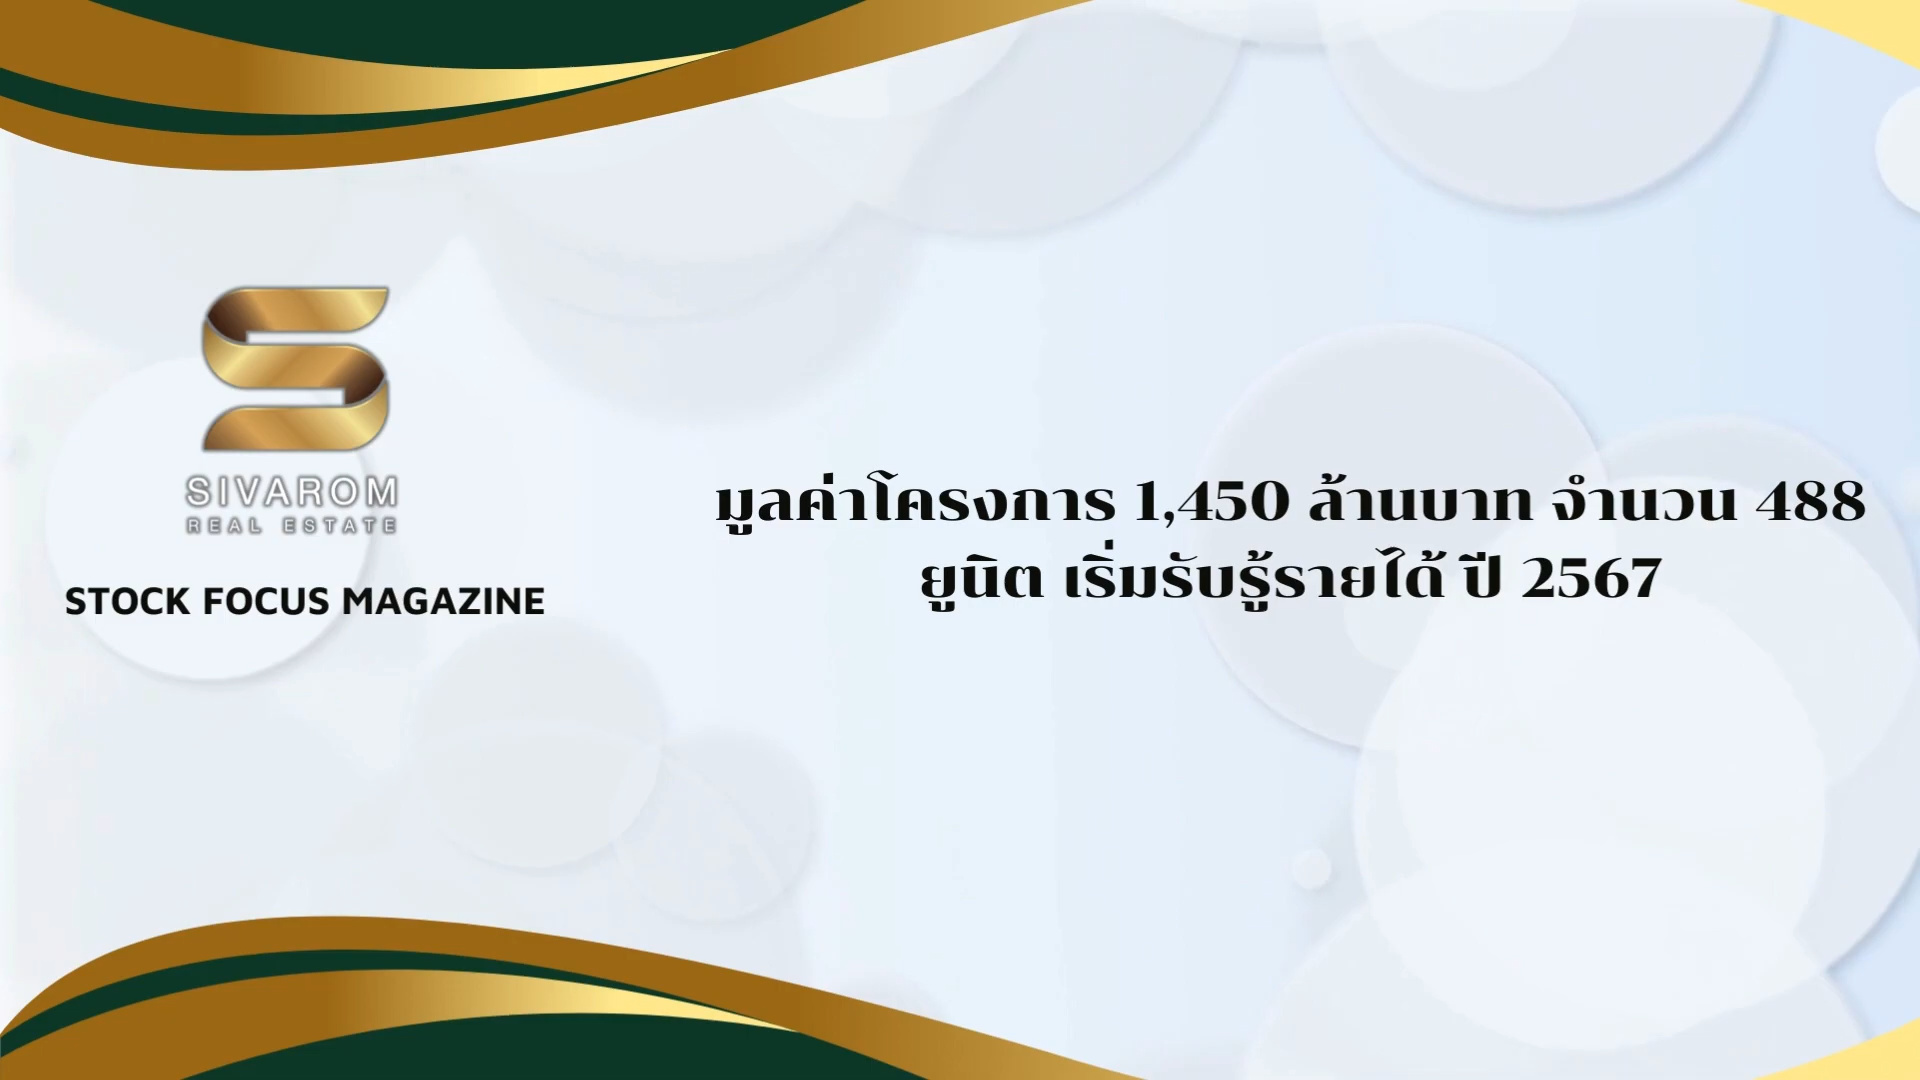 SIVAROM
REAL ESTATE
STOCK FOCUS MAGAZINE
มูลค่าโครงการ 1,450 ล้านบาท จำนวน 488
ยูนิต เริ่มรับรู้รายได้ ปี 2567